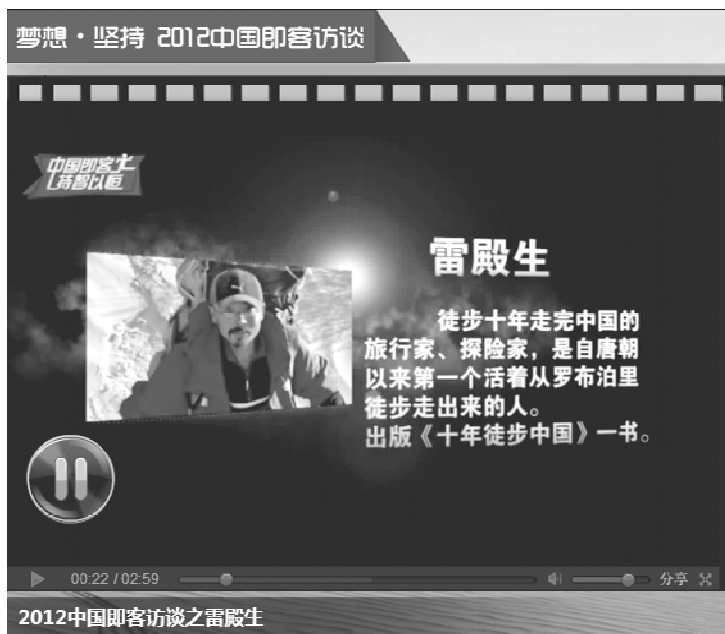 梦想·坚持 2012中国即客访谈
中国即客
持智以恒
雷殿生
徒步十年走完中国的
旅行家、探险家，是自唐朝
以来第一个活着从罗布泊里
徒步走出来的人。
出版《十年徒步中国》一书。
00:22 / 02:59
分享
2012中国即客访谈之雷殿生